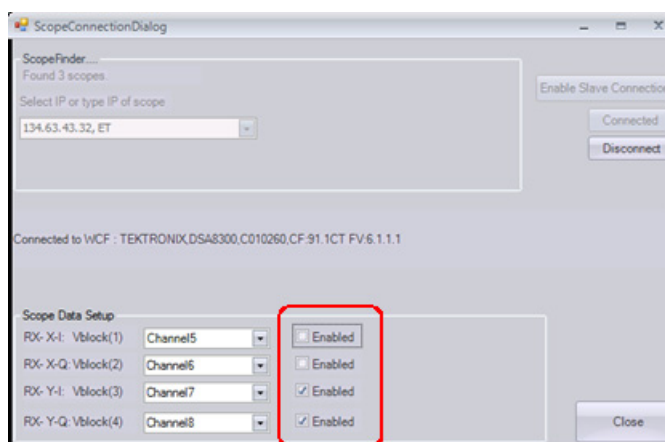 ScopeConnectionDialog
ScopeFinder....
Found 3 scopes
Select IP or type IP of scope
134.63.43.32, ET
Enable Slave Connection
Connected
Disconnect
Connected to WCF : TEKTRONIX,DSA8300,C010260,CF:91.1CT FV:6.1.1.1
Scope Data Setup
RX- X-I: Vblock(1) Channel5 Enabled
RX- X-Q: Vblock(2) Channel6 Enabled
RX- Y-I: Vblock(3) Channel7 Enabled
RX- Y-Q: Vblock(4) Channel8 Enabled
Close